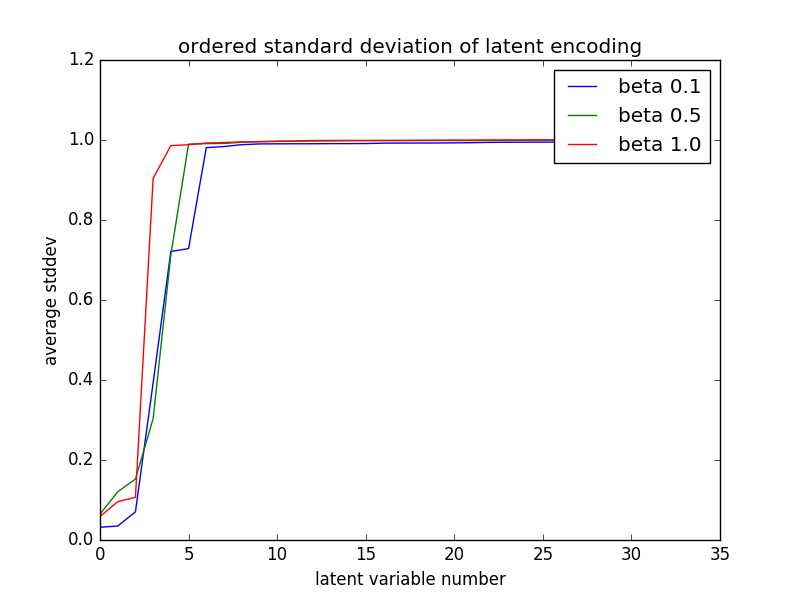 ordered standard deviation of latent encoding
1.2
1.0
0.8
0.6
0.4
0.2
0.0
average stddev
beta 0.1
beta 0.5
beta 1.0
0 5 10 15 20 25 30 35
latent variable number